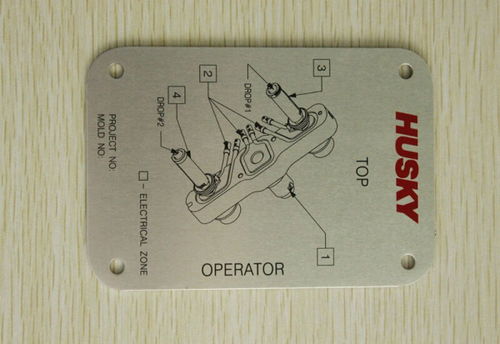 HUSKY
TOP
3
DROP#1
2
4
DROP#2
1
OPERATOR
□ - ELECTRICAL ZONE
PROJECT NO.
MOLD NO.